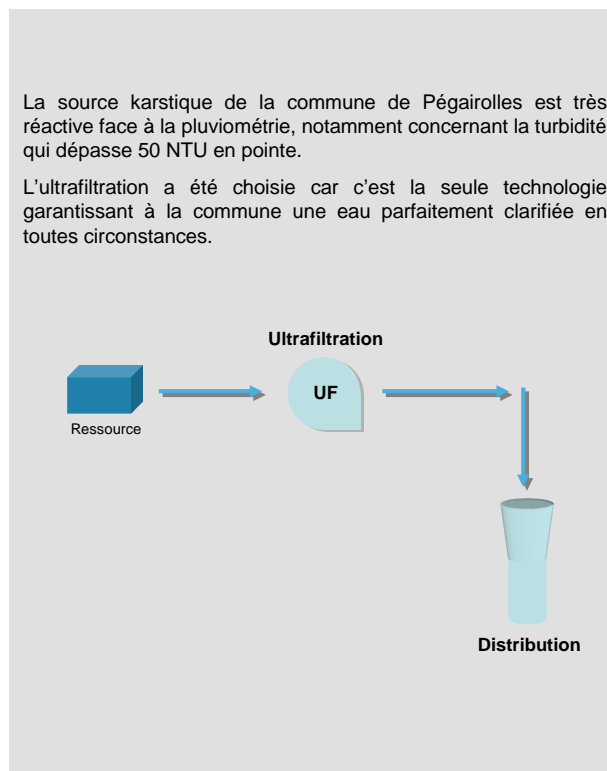 La source karstique de la commune de Pégairolles est très
réactive face à la pluviométrie, notamment concernant la turbidité
qui dépasse 50 NTU en pointe.
L’ultrafiltration a été choisie car c’est la seule technologie
garantissant à la commune une eau parfaitement clarifiée en
toutes circonstances.
Ultrafiltration
UF
Ressource
Distribution